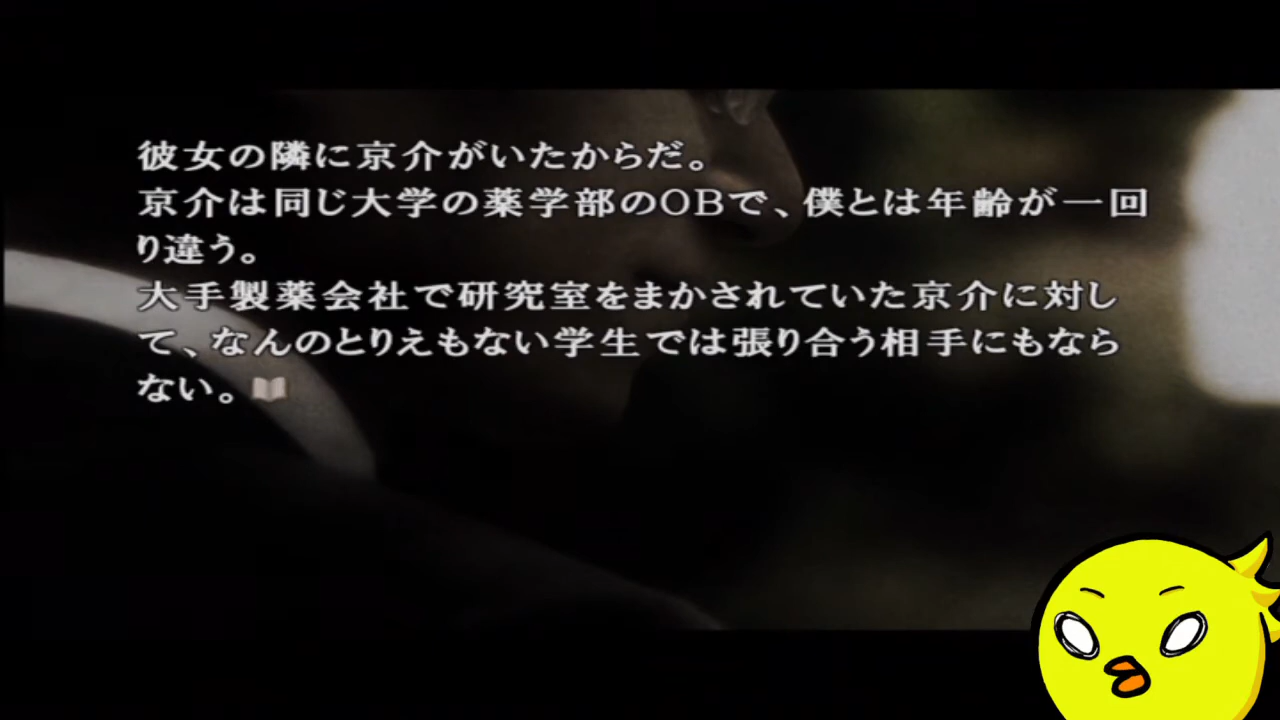 彼女の隣に京介がいたからだ。
京介は同じ大学の薬学部のOBで、僕とは年齢が一回
り違う。
大手製薬会社で研究室をまかされていた京介に対し
て、なんのとりえもない学生では張り合う相手にもなら
ない。